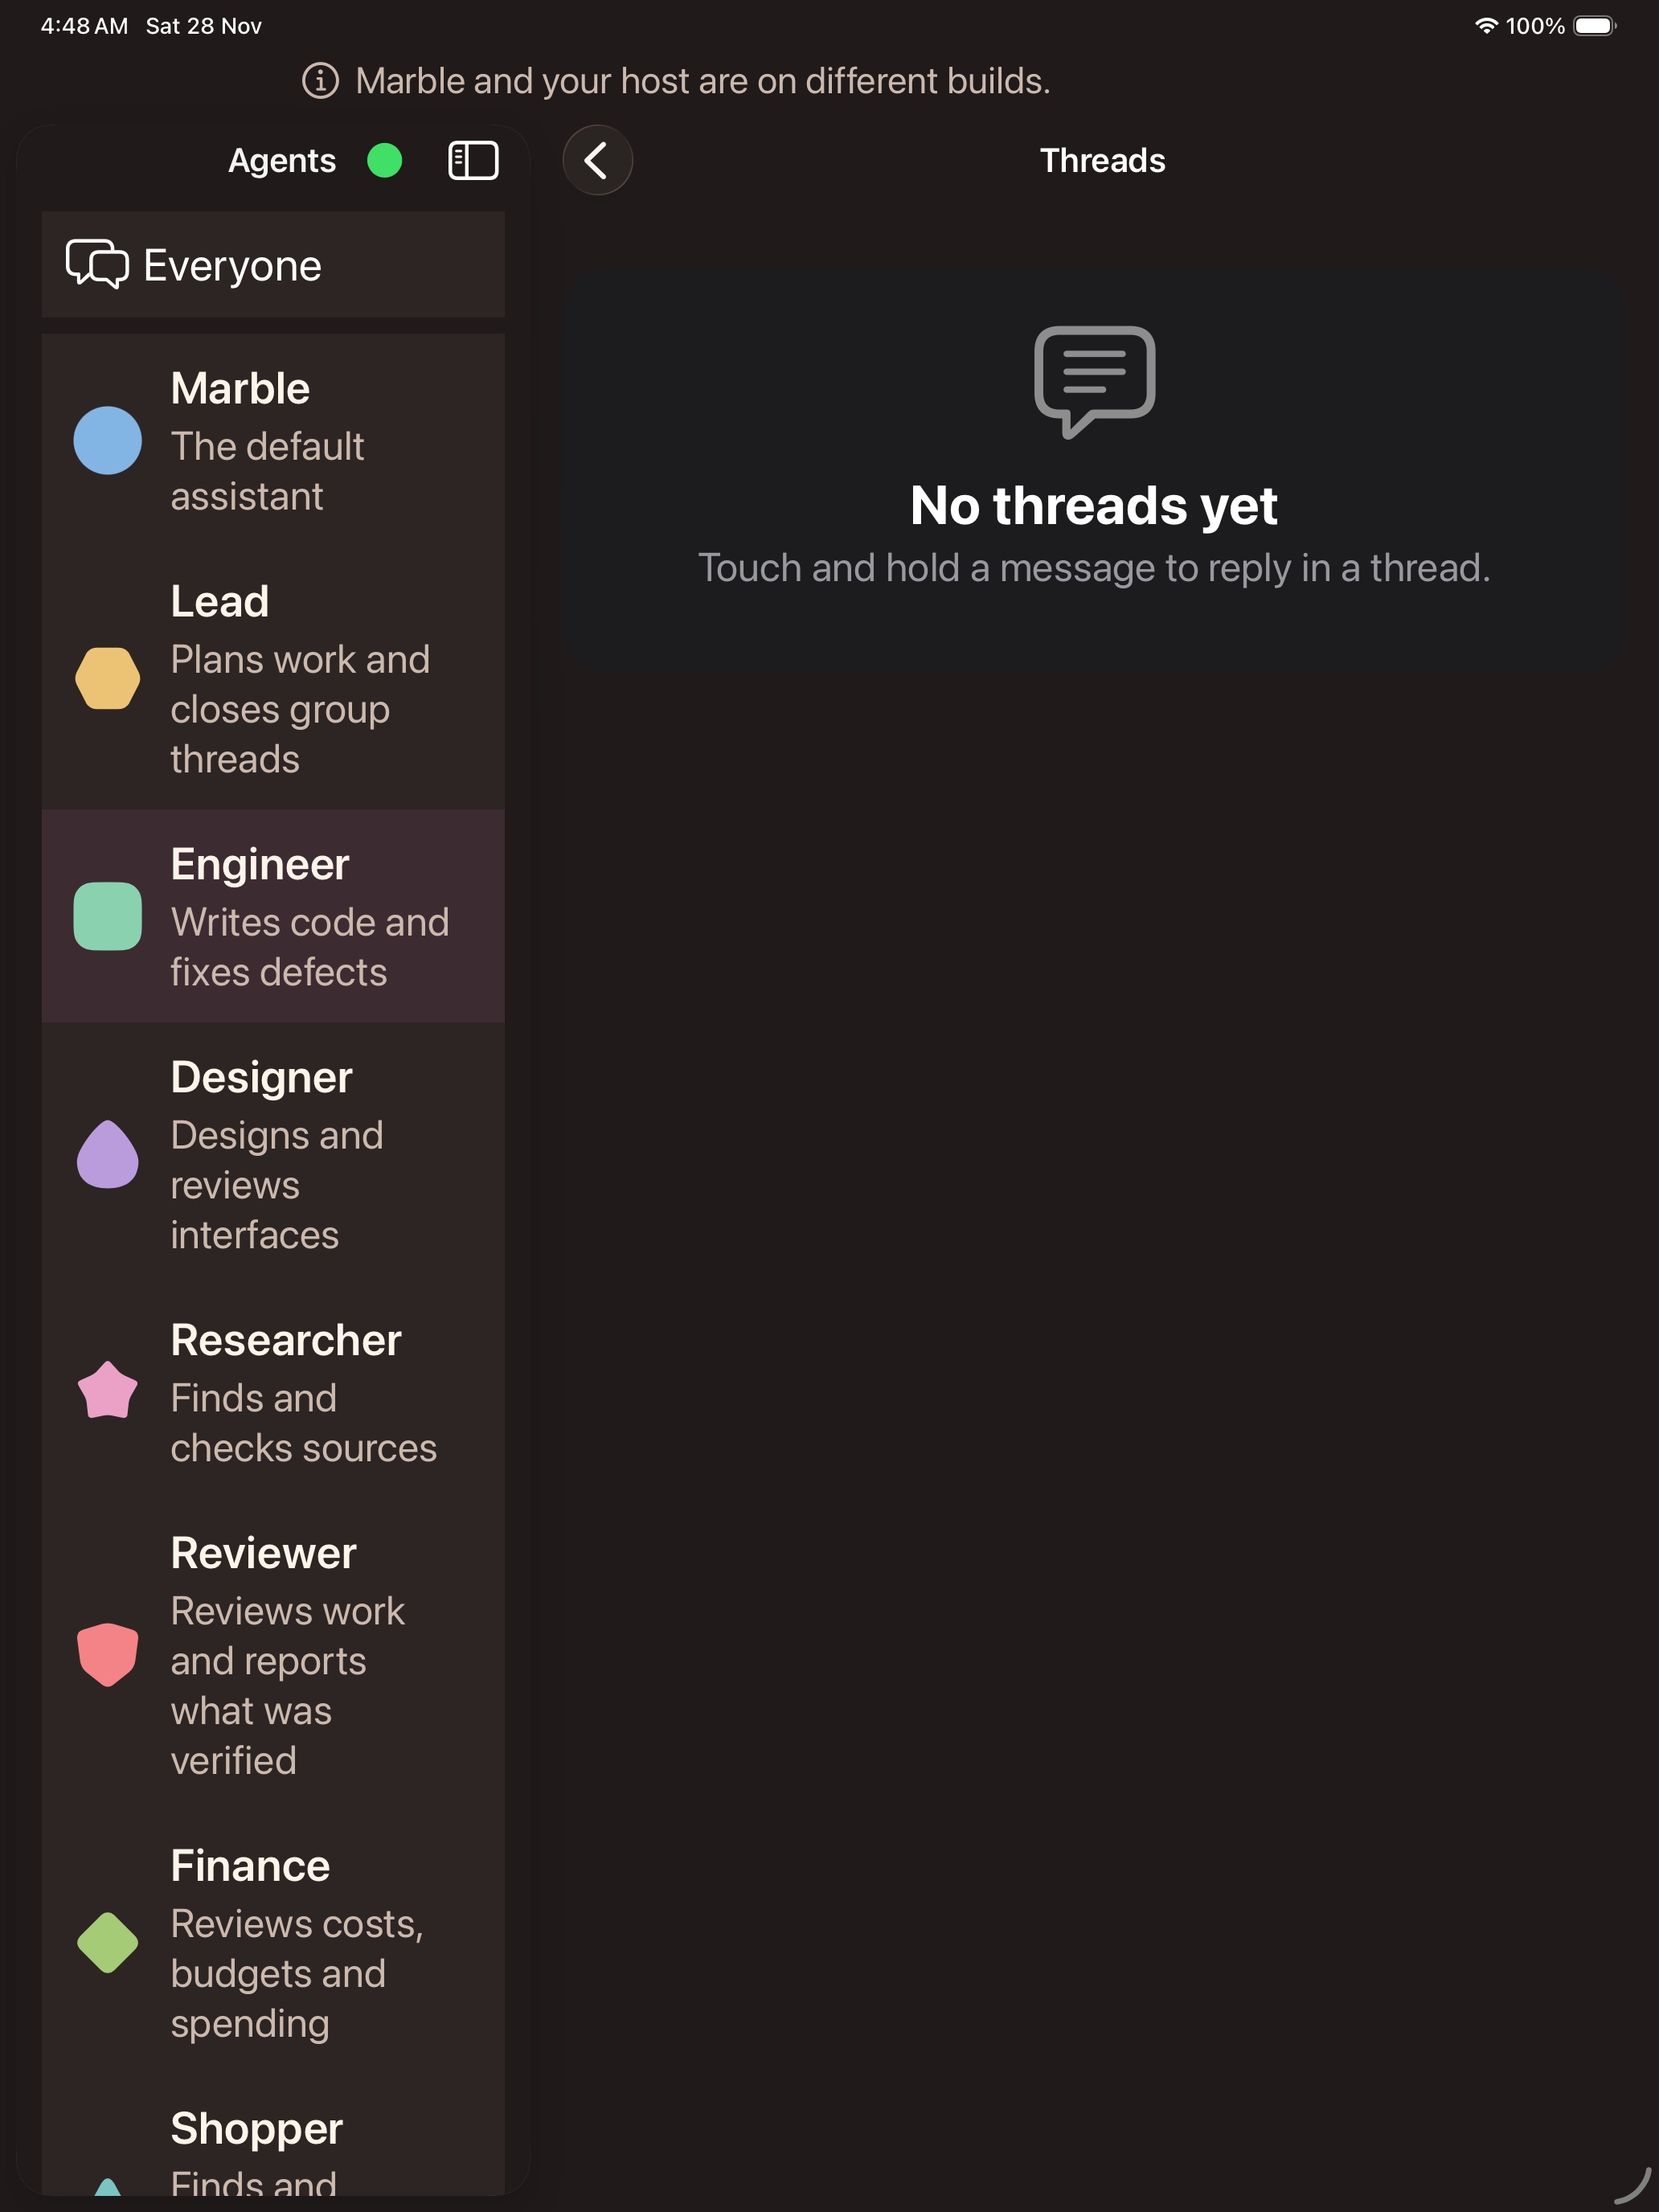 4:48 AM Sat 28 Nov
100%
Marble and your host are on different builds.
Agents
Threads
Everyone
Marble
The default
assistant
Lead
Plans work and
closes group
threads
Engineer
Writes code and
fixes defects
Designer
Designs and
reviews
interfaces
Researcher
Finds and
checks sources
Reviewer
Reviews work
and reports
what was
verified
Finance
Reviews costs,
budgets and
spending
Shopper
Finds and
No threads yet
Touch and hold a message to reply in a thread.